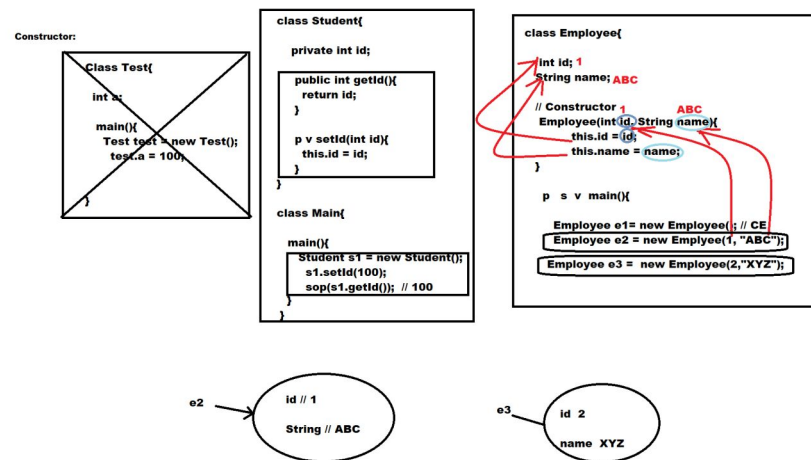 Constructor:
Class Test{
int a;
main(){
Test test = new Test();
test.a = 100;
}
class Student{
private int id;
public int getId(){
return id;
}
p v setId(int id){
this.id = id;
}
}
class Main{
main(){
Student s1 = new Student();
s1.setId(100);
sop(s1.getId()); // 100
}
}
class Employee{
int id; 1
String name; ABC
// Constructor 1 ABC
Employee(int id, String name){
this.id = id;
this.name = name;
}
p s v main(){
Employee e1= new Employee(; // CE
Employee e2 = new Emplyee(1, "ABC");
Employee e3 = new Employee(2,"XYZ");
e2
id // 1
String // ABC
e3
id 2
name XYZ